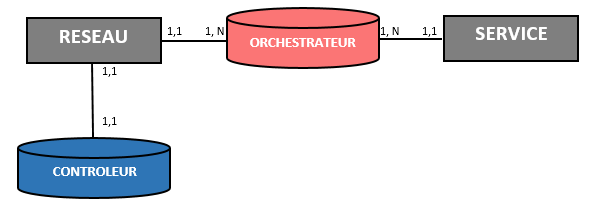 RESEAU
1,1
1, N
ORCHESTRATEUR
1, N
1,1
SERVICE
1,1
1,1
CONTROLEUR